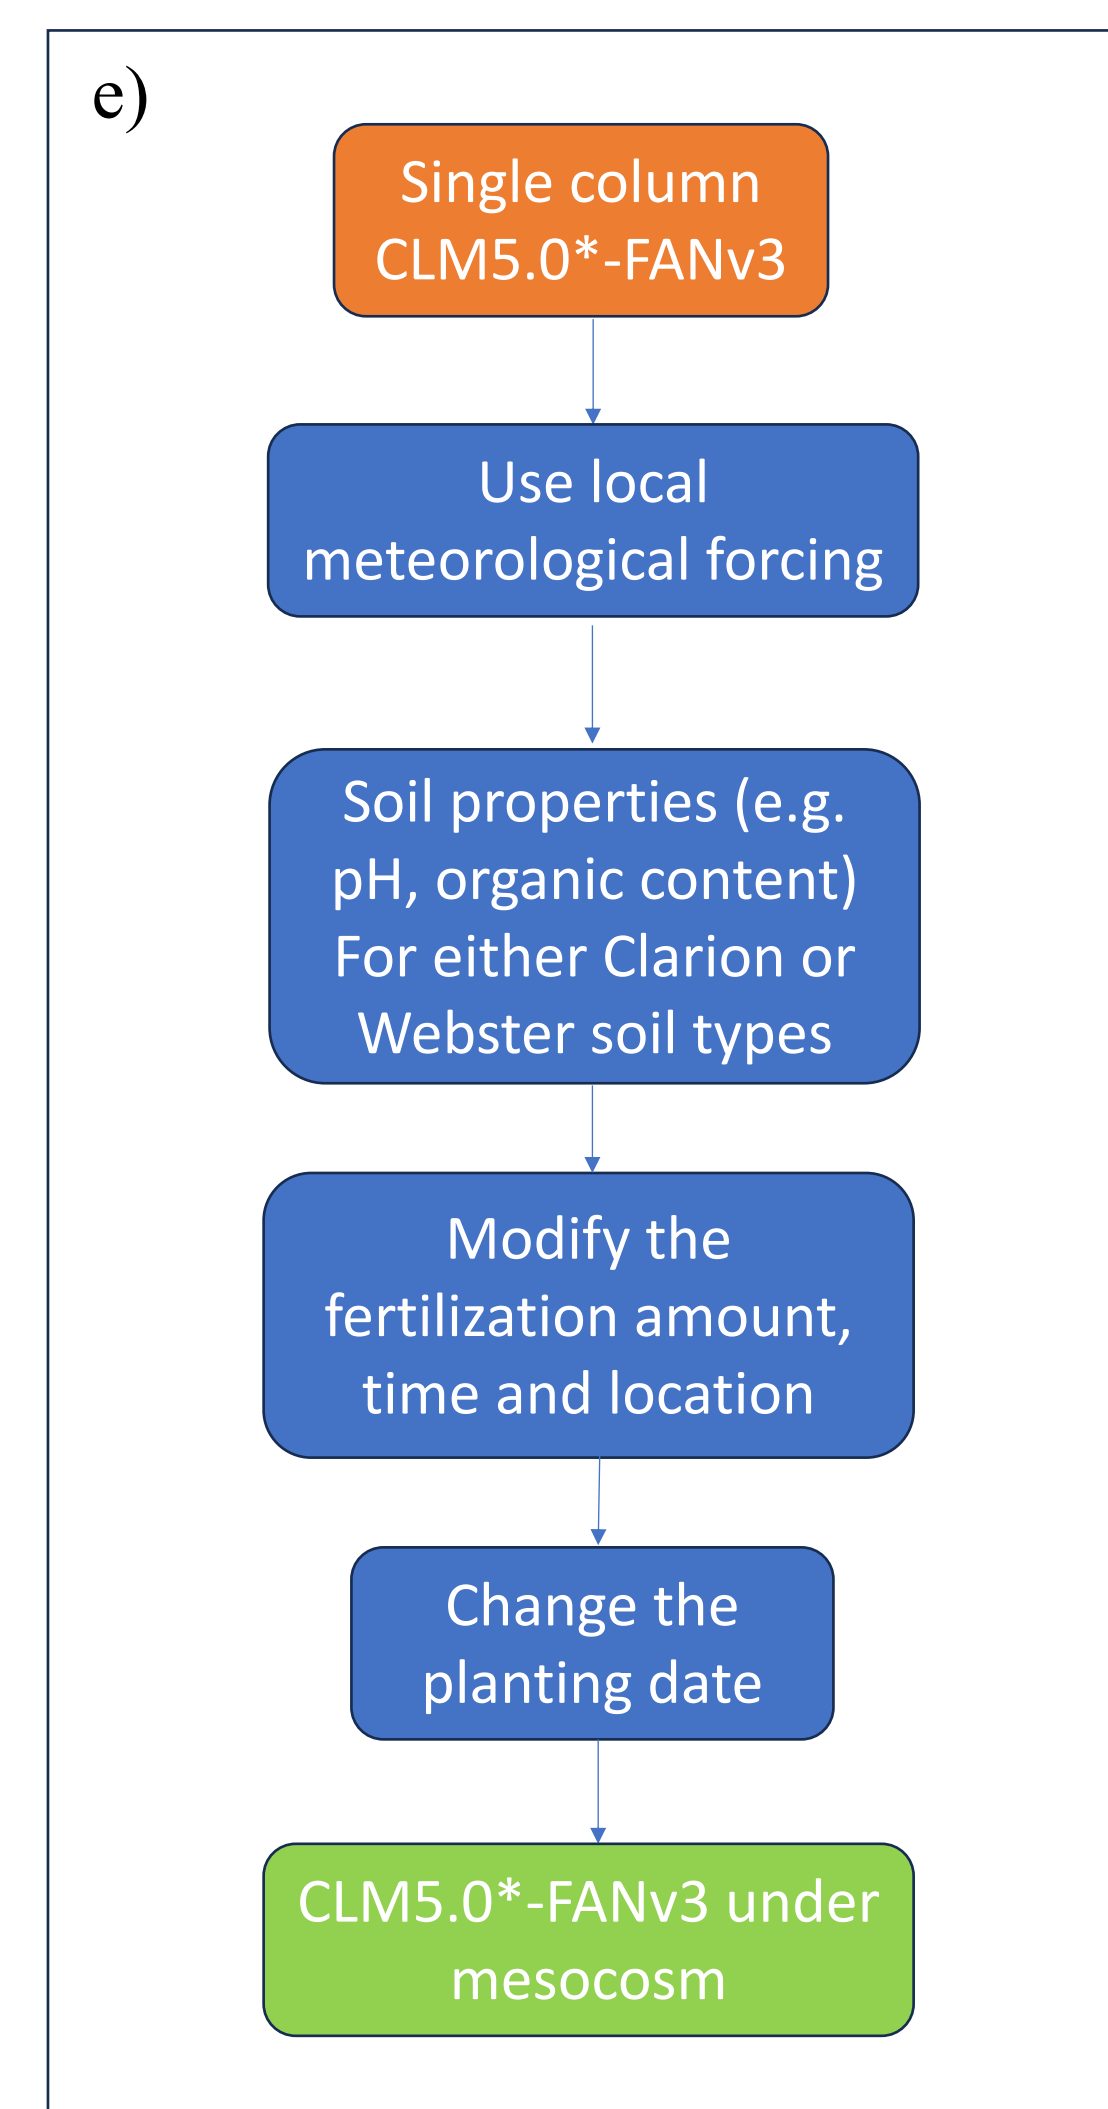 e)
Single column
CLM5.0*-FANv3
Use local
meteorological forcing
Soil properties (e.g.
pH, organic content)
For either Clarion or
Webster soil types
Modify the
fertilization amount,
time and location
Change the
planting date
CLM5.0*-FANv3 under
mesocosm